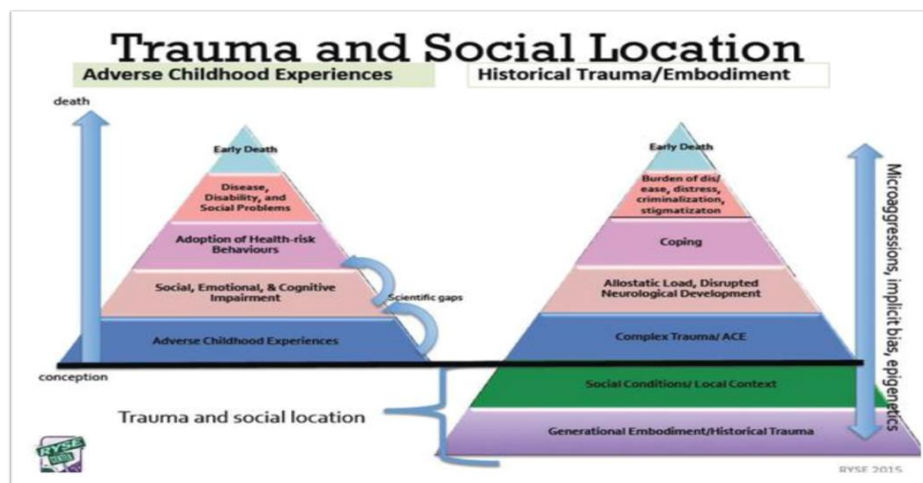 Trauma and Social Location
Adverse Childhood Experiences
Historical Trauma/Embodiment
death
Early Death
Disease,
Disability, and
Social Problems
Adoption of Health-risk
Behaviours
Social, Emotional, & Cognitive
Impairment
Adverse Childhood Experiences
Scientific gaps
conception
Trauma and social location
Early Death
Burden of dis/
ease, distress,
criminalization,
stigmatizaton
Coping
Allostatic Load, Disrupted
Neurological Development
Complex Trauma/ ACE
Social Conditions/ Local Context
Generational Embodiment/Historical Trauma
Microaggressions, implicit bias, epigenetics
RYSE
RYSE 2015